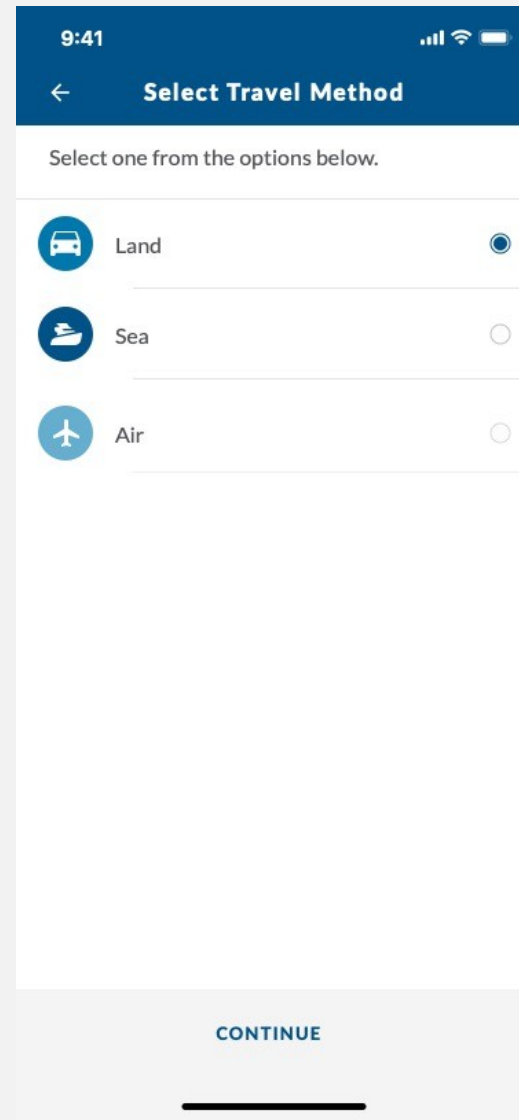 9:41
Select Travel Method
Select one from the options below.
Land
Sea
Air
CONTINUE